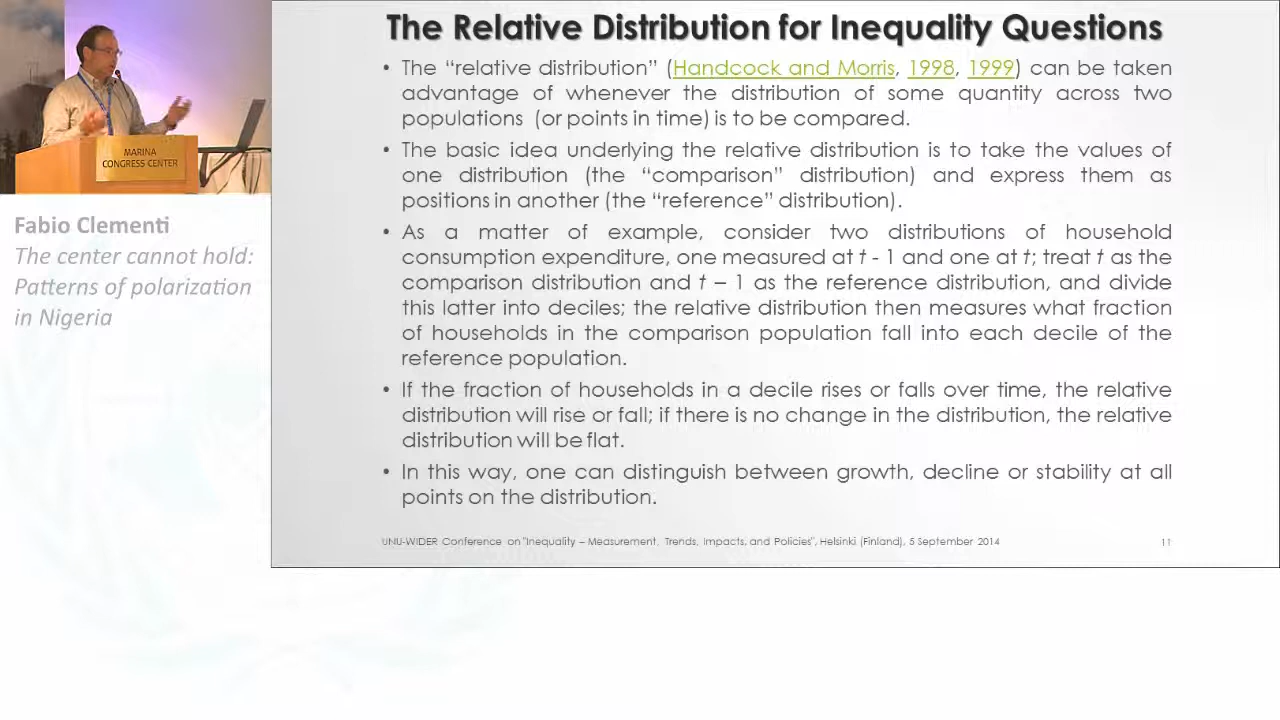 The Relative Distribution for Inequality Questions
• The “relative distribution” (Handcock and Morris, 1998, 1999) can be taken
advantage of whenever the distribution of some quantity across two
populations (or points in time) is to be compared.
• The basic idea underlying the relative distribution is to take the values of
one distribution (the “comparison” distribution) and express them as
positions in another (the “reference” distribution).
• As a matter of example, consider two distributions of household
consumption expenditure, one measured at t - 1 and one at t; treat t as the
comparison distribution and t – 1 as the reference distribution, and divide
this latter into deciles; the relative distribution then measures what fraction
of households in the comparison population fall into each decile of the
reference population.
• If the fraction of households in a decile rises or falls over time, the relative
distribution will rise or fall; if there is no change in the distribution, the relative
distribution will be flat.
• In this way, one can distinguish between growth, decline or stability at all
points on the distribution.
UNU-WIDER Conference on "Inequality – Measurement, Trends, Impacts, and Policies", Helsinki (Finland), 5 September 2014
11
MARINA
CONGRESS CENTER
Fabio Clementi
The center cannot hold:
Patterns of polarization
in Nigeria